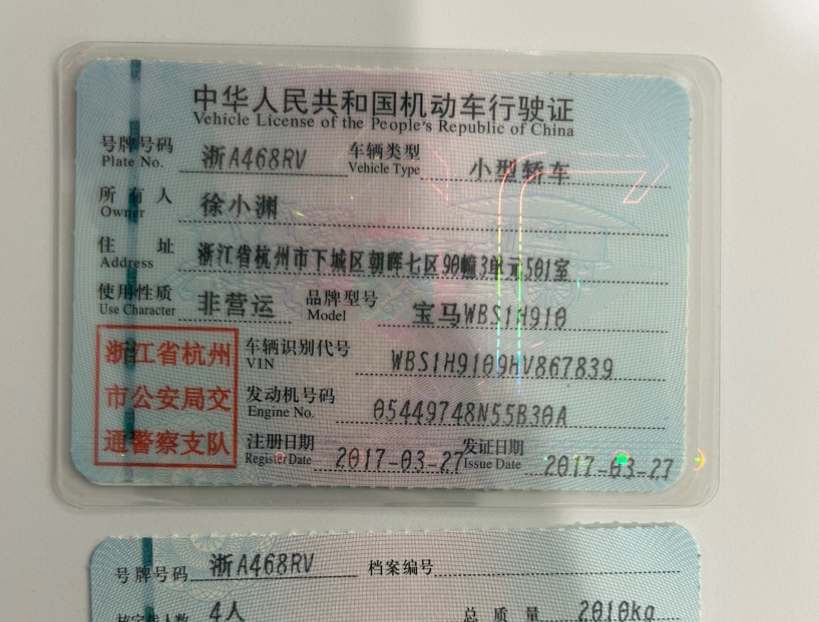 中华人民共和国机动车行驶证
Vehicle License of the People's Republic of China
号牌号码 浙A468RV 车辆类型 小型轿车
Plate No. Vehicle Type
所有人 徐小渊
Owner
住址 浙江省杭州市下城区朝晖七区90幢3单元501室
Address
使用性质 非营运 品牌型号 宝马WBS1H910
Use Character Model
浙江省杭州 车辆识别代号 WBS1H9109HV867839
VIN
市公安局交 发动机号码 05449748N55B30A
Engine No.
通警察支队 注册日期 2017-03-27 发证日期 2017-03-27
Register Date Issue Date
号牌号码 浙A468RV 档案编号
核定载人数 4人 总质量 2010kg